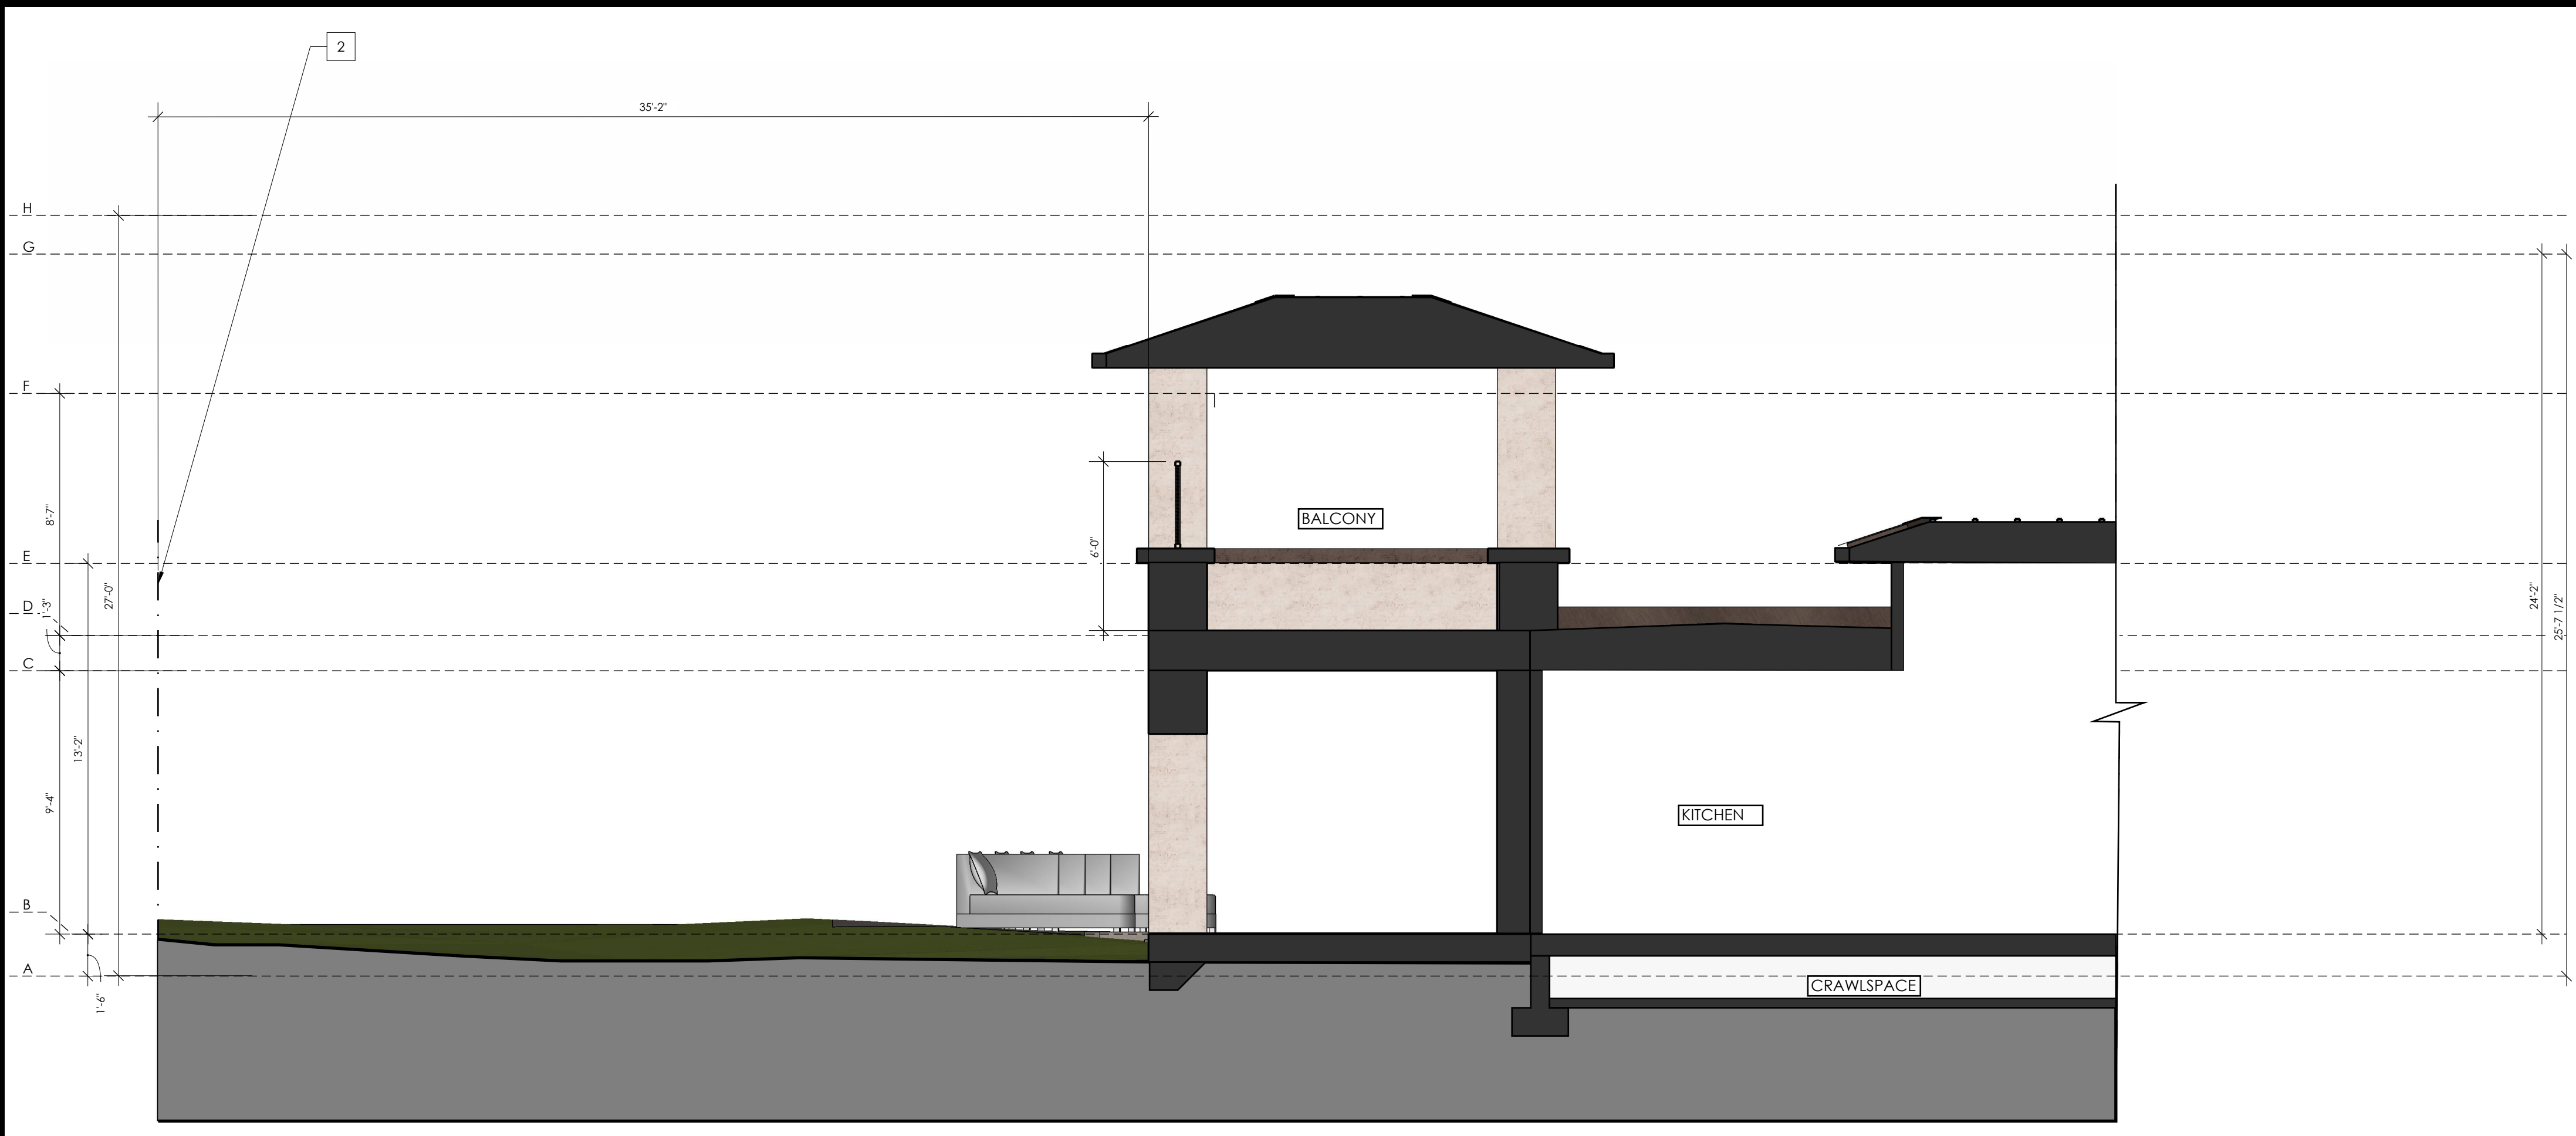 2
35'-2"
H
G
F
8'-7"
E
6'-0"
BALCONY
27'-0"
D
1'-3"
24'-2"
25'-7 1/2"
C
13'-2"
9'-4"
KITCHEN
B
A
1'-6"
CRAWLSPACE